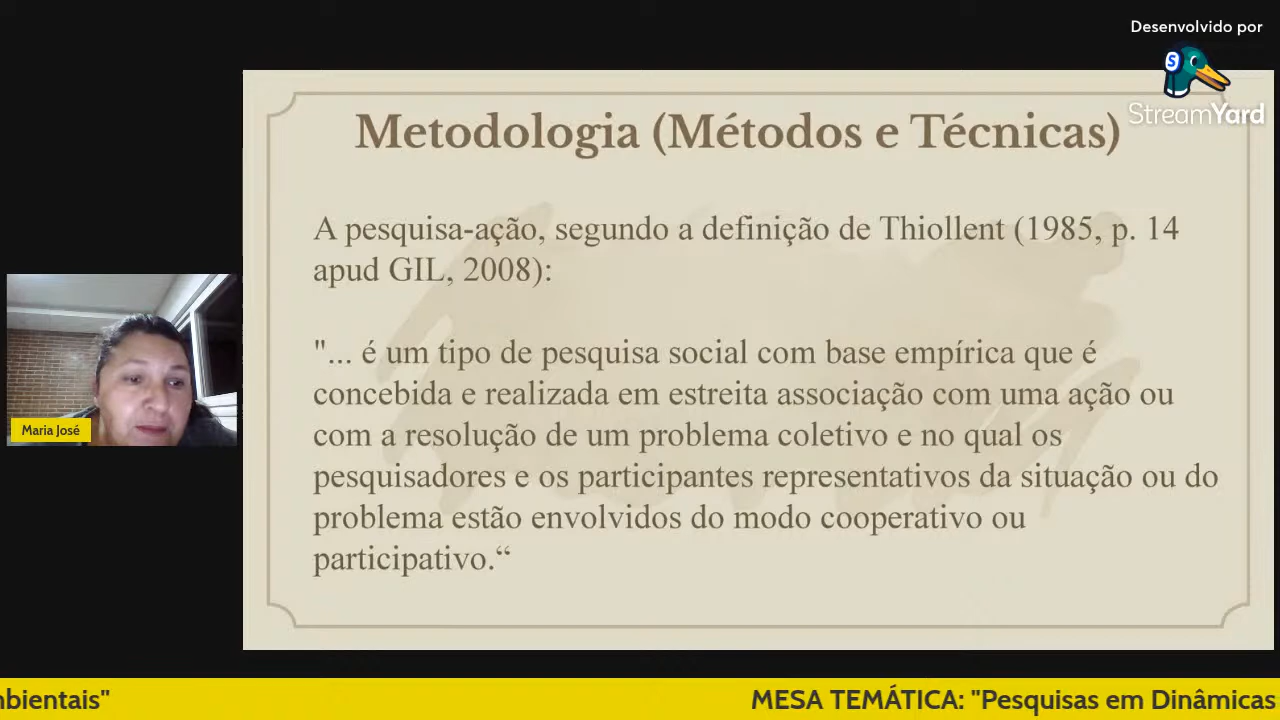 Desenvolvido por
StreamYard
Metodologia (Métodos e Técnicas)
A pesquisa-ação, segundo a definição de Thiollent (1985, p. 14
apud GIL, 2008):
"... é um tipo de pesquisa social com base empírica que é
concebida e realizada em estreita associação com uma ação ou
com a resolução de um problema coletivo e no qual os
pesquisadores e os participantes representativos da situação ou do
problema estão envolvidos do modo cooperativo ou
participativo.“
Maria José
mbientais" MESA TEMÁTICA: "Pesquisas em Dinâmicas